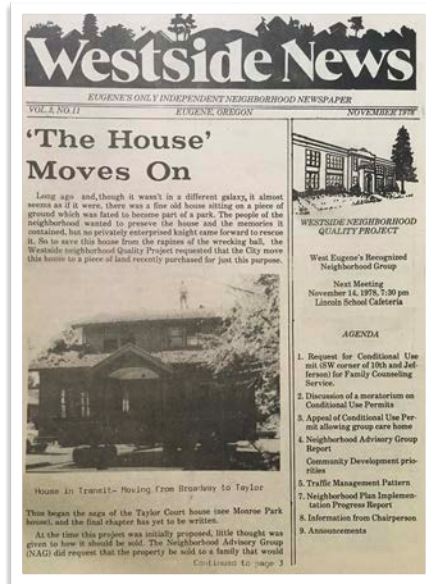 Westside News
EUGENE'S ONLY INDEPENDENT NEIGHBORHOOD NEWSPAPER
VOL.3, NO.11 EUGENE, OREGON NOVEMBER 1978
'The House'
Moves On
Long ago and, though it wasn't in a different galaxy, it almost
seems as if it were, there was a fine old house sitting on a piece of
ground which was fated to become part of a park. The people of the
neighborhood wanted to preseve the house and the memories it
contained, but no privately enterprised knight came forward to rescue
it. So to save this house from the rapines of the wrecking ball, the
Westside neighborhood Quality Project requested that the City move
this house to a piece of land recently purchased for just this purpose.
House in Transit- Moving from Broadway to Taylor
Thus began the saga of the Taylor Court house (see Monroe Park
house), and the final chapter has yet to be written.
At the time this project was initially proposed, little thought was
given to how it should be sold. The Neighborhood Advisory Group
(NAG) did request that the property be sold to a family that would
Continued to page 3
WESTSIDE NEIGHBORHOOD
QUALITY PROJECT
West Eugene's Recognized
Neighborhood Group
Next Meeting
November 14, 1978, 7:30 pm
Lincoln School Cafeteria
AGENDA
1. Request for Conditional Use
mit (SW corner of 10th and Jef-
ferson) for Family Counseling
Service.
2. Discussion of a moratorium on
Conditional Use Permits
3. Appeal of Conditional Use Per-
mit allowing group care home
4. Neighborhood Advisory Group
Report
Community Development prio-
rities
5. Traffic Management Pattern
7. Neighborhood Plan Implemen-
tation Progress Report
8. Information from Chairperson
9. Announcements